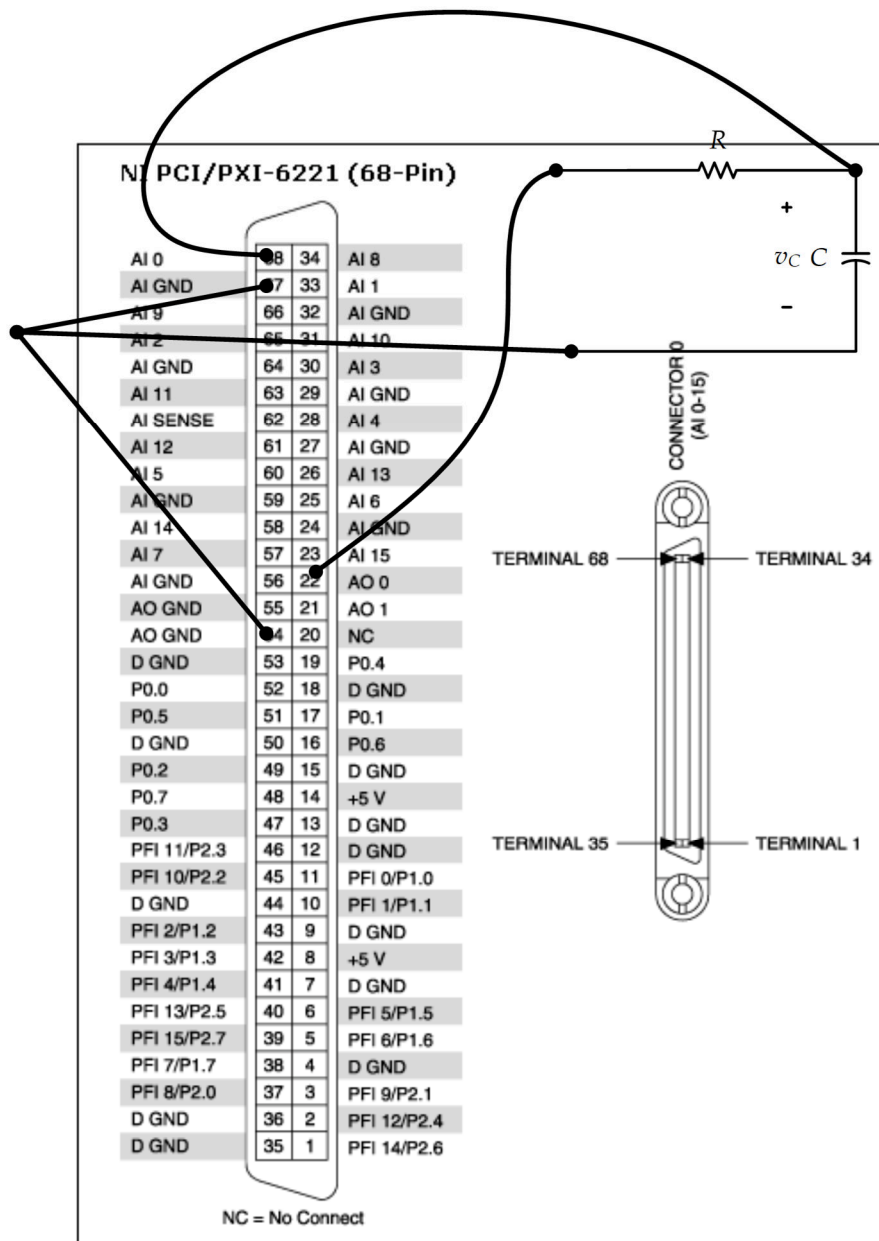 R
NI PCI/PXI-6221 (68-Pin)
+
v_C C
−
AI 0 68 34 AI 8
AI GND 67 33 AI 1
AI 9 66 32 AI GND
AI 2 65 31 AI 10
AI GND 64 30 AI 3
AI 11 63 29 AI GND
AI SENSE 62 28 AI 4
AI 12 61 27 AI GND
AI 5 60 26 AI 13
AI GND 59 25 AI 6
AI 14 58 24 AI GND
AI 7 57 23 AI 15
AI GND 56 22 AO 0
AO GND 55 21 AO 1
AO GND 54 20 NC
D GND 53 19 P0.4
P0.0 52 18 D GND
P0.5 51 17 P0.1
D GND 50 16 P0.6
P0.2 49 15 D GND
P0.7 48 14 +5 V
P0.3 47 13 D GND
PFI 11/P2.3 46 12 D GND
PFI 10/P2.2 45 11 PFI 0/P1.0
D GND 44 10 PFI 1/P1.1
PFI 2/P1.2 43 9 D GND
PFI 3/P1.3 42 8 +5 V
PFI 4/P1.4 41 7 D GND
PFI 13/P2.5 40 6 PFI 5/P1.5
PFI 15/P2.7 39 5 PFI 6/P1.6
PFI 7/P1.7 38 4 D GND
PFI 8/P2.0 37 3 PFI 9/P2.1
D GND 36 2 PFI 12/P2.4
D GND 35 1 PFI 14/P2.6
NC = No Connect
CONNECTOR 0
(AI 0-15)
TERMINAL 68
TERMINAL 34
TERMINAL 35
TERMINAL 1